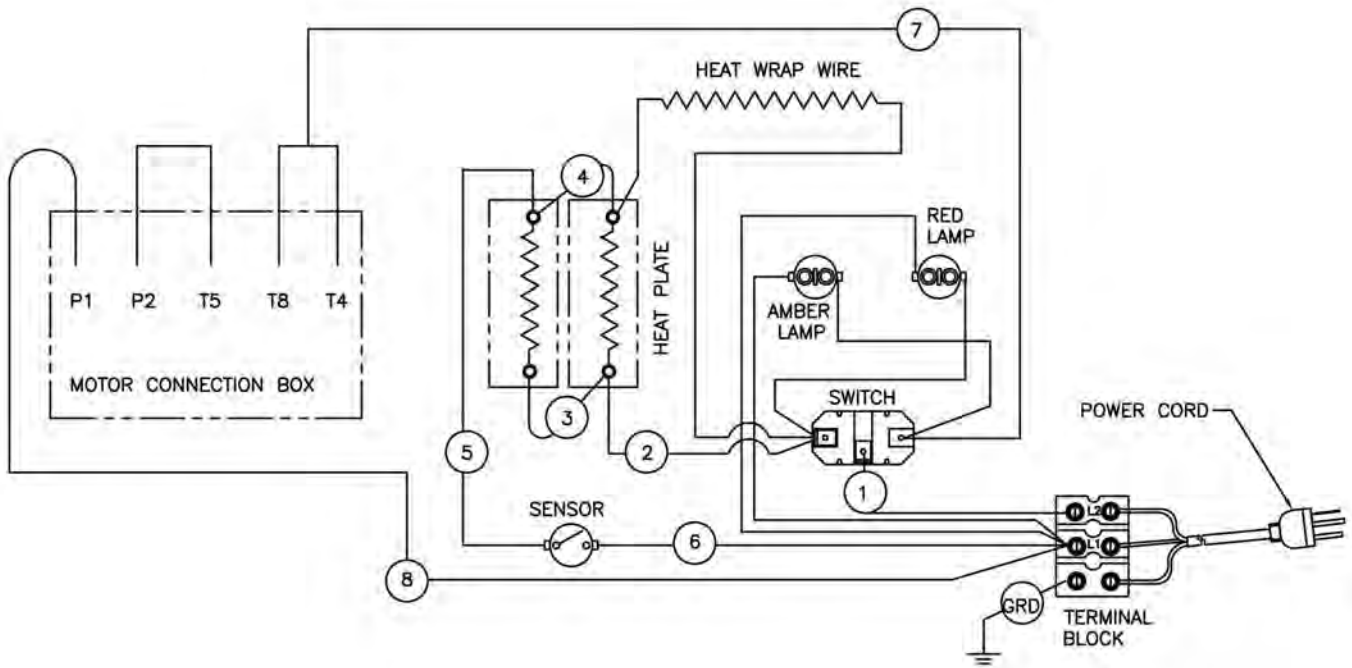 7
HEAT WRAP WIRE
4
RED
LAMP
HEAT PLATE
P1 P2 T5 T8 T4
AMBER
LAMP
MOTOR CONNECTION BOX
3
SWITCH
POWER CORD
5
2
1
SENSOR
L2
6
L1
8
GRD
TERMINAL
BLOCK